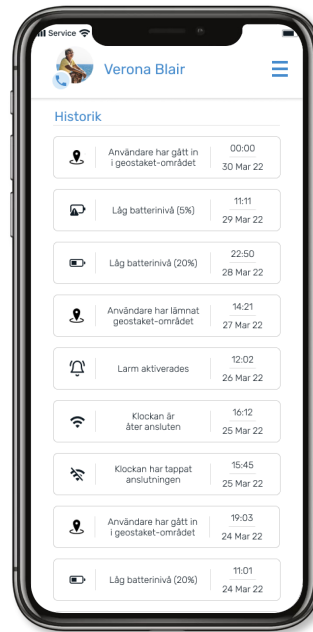 Service
Verona Blair
Historik
Användare har gått in
i geostaket-området
00:00
30 Mar 22
Låg batterinivå (5%)
11:11
29 Mar 22
Låg batterinivå (20%)
22:50
28 Mar 22
Användare har lämnat
geostaket-området
14:21
27 Mar 22
Larm aktiverades
12:02
26 Mar 22
Klockan är
åter ansluten
16:12
25 Mar 22
Klockan har tappat
anslutningen
15:45
25 Mar 22
Användare har gått in
i geostaket-området
19:03
24 Mar 22
Låg batterinivå (20%)
11:01
24 Mar 22